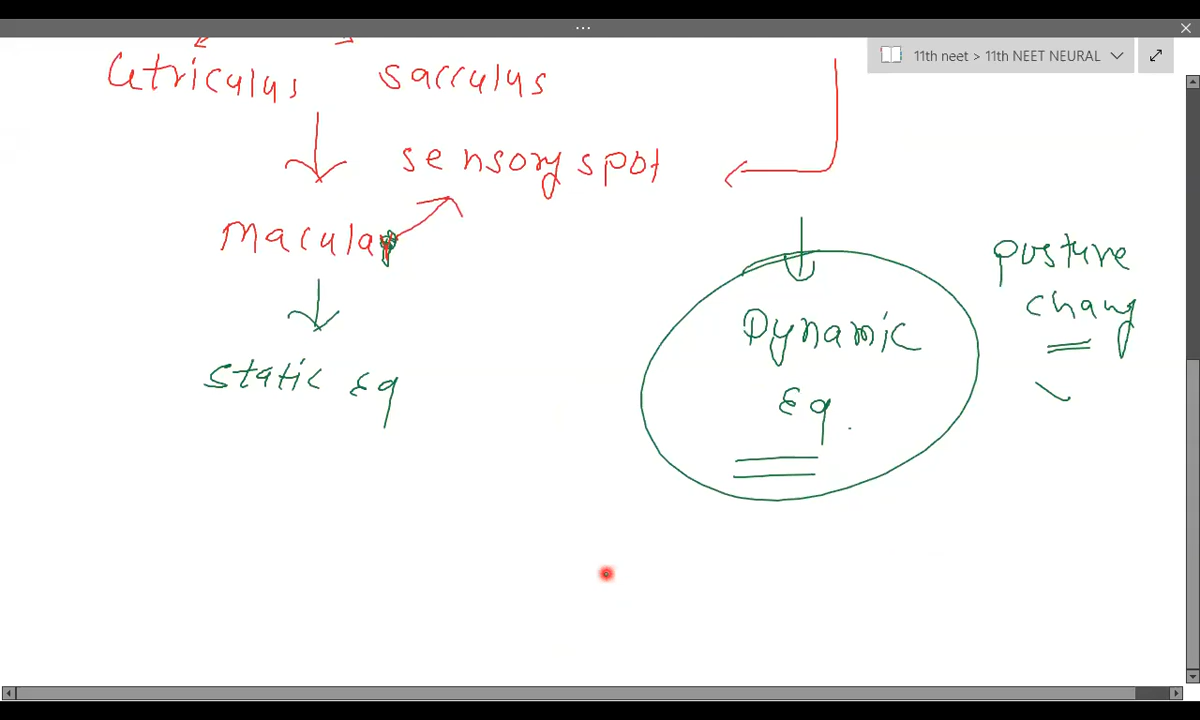 11th neet > 11th NEET NEURAL
Utriculus sacculus
sensory spot
Macula
posture
chang
Dynamic
Eq
static Eq